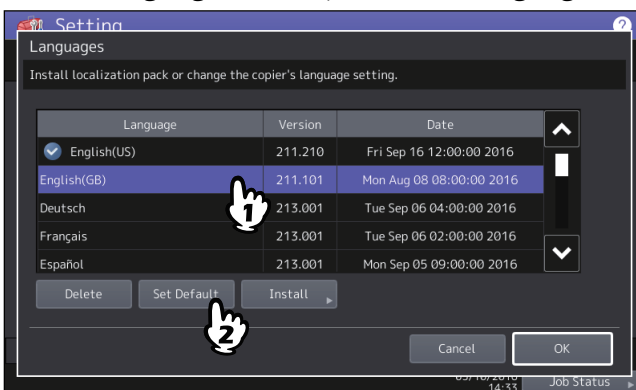 Setting ?
Languages
Install localization pack or change the copier's language setting.
Language Version Date
English(US) 211.210 Fri Sep 16 12:00:00 2016
English(GB) 211.101 Mon Aug 08 08:00:00 2016
Deutsch 213.001 Tue Sep 06 04:00:00 2016
Français 213.001 Tue Sep 06 02:00:00 2016
Español 213.001 Mon Sep 05 09:00:00 2016
1
Delete Set Default Install
2
Cancel OK
14:33 Job Status